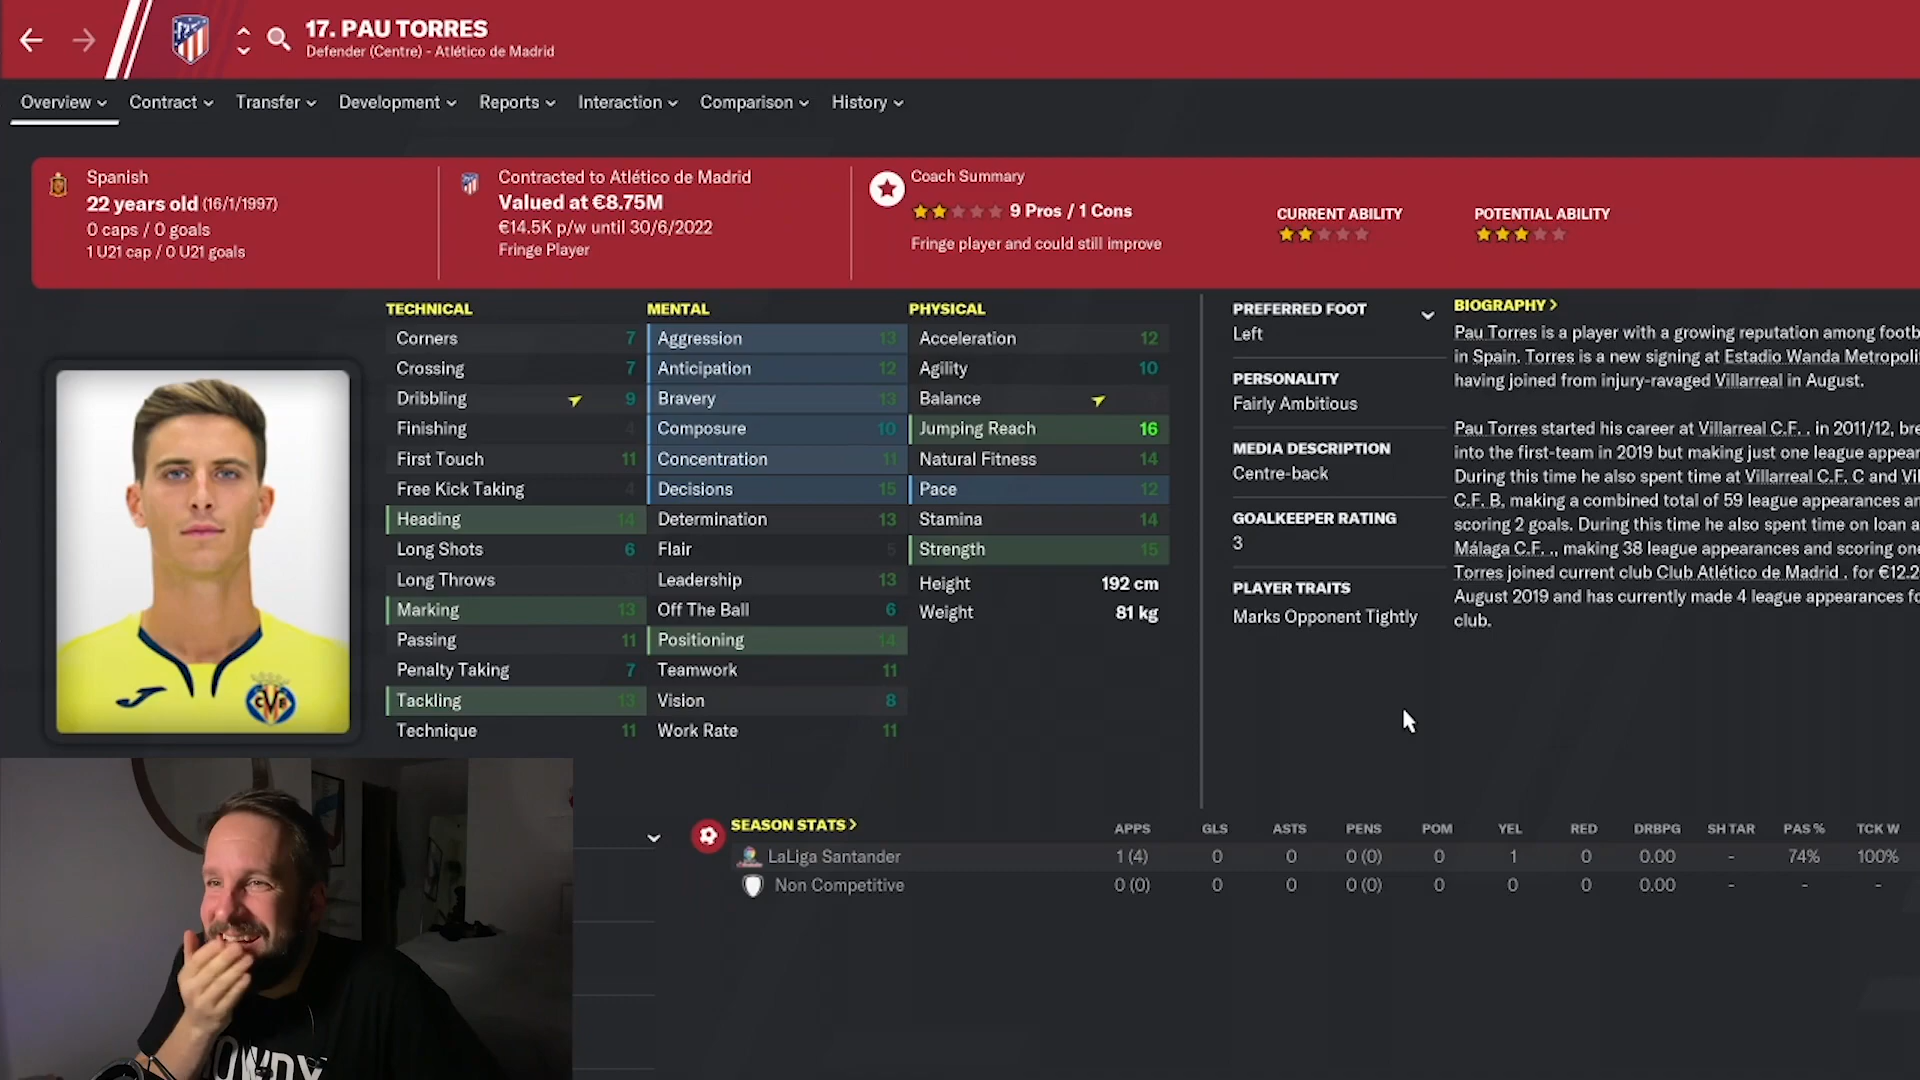 17. PAU TORRES
Defender (Centre) - Atlético de Madrid
Overview Contract Transfer Development Reports Interaction Comparison History
Spanish
22 years old (16/1/1997)
0 caps / 0 goals
1 U21 cap / 0 U21 goals
Contracted to Atlético de Madrid
Valued at €8.75M
€14.5K p/w until 30/6/2022
Fringe Player
Coach Summary
9 Pros / 1 Cons
Fringe player and could still improve
CURRENT ABILITY
POTENTIAL ABILITY
TECHNICAL
Corners 7
Crossing 7
Dribbling 9
Finishing 4
First Touch 11
Free Kick Taking 4
Heading 14
Long Shots 6
Long Throws
Marking 13
Passing 11
Penalty Taking 7
Tackling 13
Technique 11
MENTAL
Aggression 13
Anticipation 12
Bravery 13
Composure 10
Concentration 11
Decisions 15
Determination 13
Flair 5
Leadership 13
Off The Ball 6
Positioning 14
Teamwork 11
Vision 8
Work Rate 11
PHYSICAL
Acceleration 12
Agility 10
Balance
Jumping Reach 16
Natural Fitness 14
Pace 12
Stamina 14
Strength 15
Height 192 cm
Weight 81 kg
PREFERRED FOOT
Left
PERSONALITY
Fairly Ambitious
MEDIA DESCRIPTION
Centre-back
GOALKEEPER RATING
3
PLAYER TRAITS
Marks Opponent Tightly
BIOGRAPHY >
Pau Torres is a player with a growing reputation among footb
in Spain. Torres is a new signing at Estadio Wanda Metropoli
having joined from injury-ravaged Villarreal in August.
Pau Torres started his career at Villarreal C.F. . in 2011/12, bre
into the first-team in 2019 but making just one league appear
During this time he also spent time at Villarreal C.F. C and Vil
C.F. B, making a combined total of 59 league appearances an
scoring 2 goals. During this time he also spent time on loan a
Málaga C.F. ., making 38 league appearances and scoring one
Torres joined current club Club Atlético de Madrid . for €12.2
August 2019 and has currently made 4 league appearances fo
club.
CVF
SEASON STATS >
APPS GLS ASTS PENS POM YEL RED DRBPG SH TAR PAS % TCK W
LaLiga Santander 1 (4) 0 0 0 (0) 0 1 0 0.00 - 74% 100%
Non Competitive 0 (0) 0 0 0 (0) 0 0 0 0.00 - - -